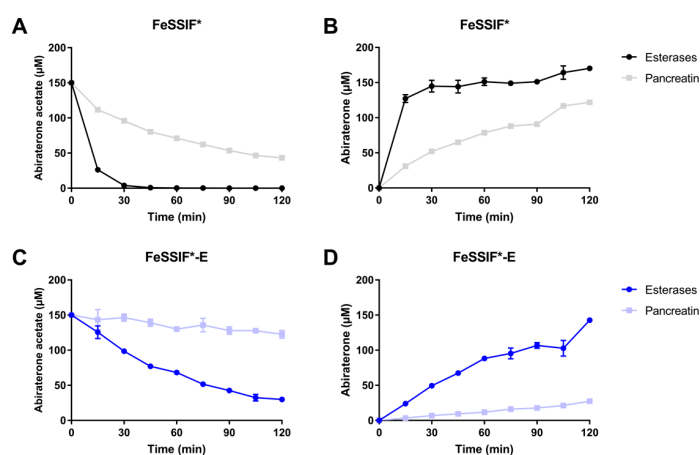 A
FeSSIF*
Abiraterone acetate (µM)
200
150
100
50
0
0 30 60 90 120
Time (min)
B
FeSSIF*
Abiraterone (µM)
200
150
100
50
0
0 30 60 90 120
Time (min)
Esterases
Pancreatin
C
FeSSIF*-E
Abiraterone acetate (µM)
200
150
100
50
0
0 30 60 90 120
Time (min)
D
FeSSIF*-E
Abiraterone (µM)
200
150
100
50
0
0 30 60 90 120
Time (min)
Esterases
Pancreatin